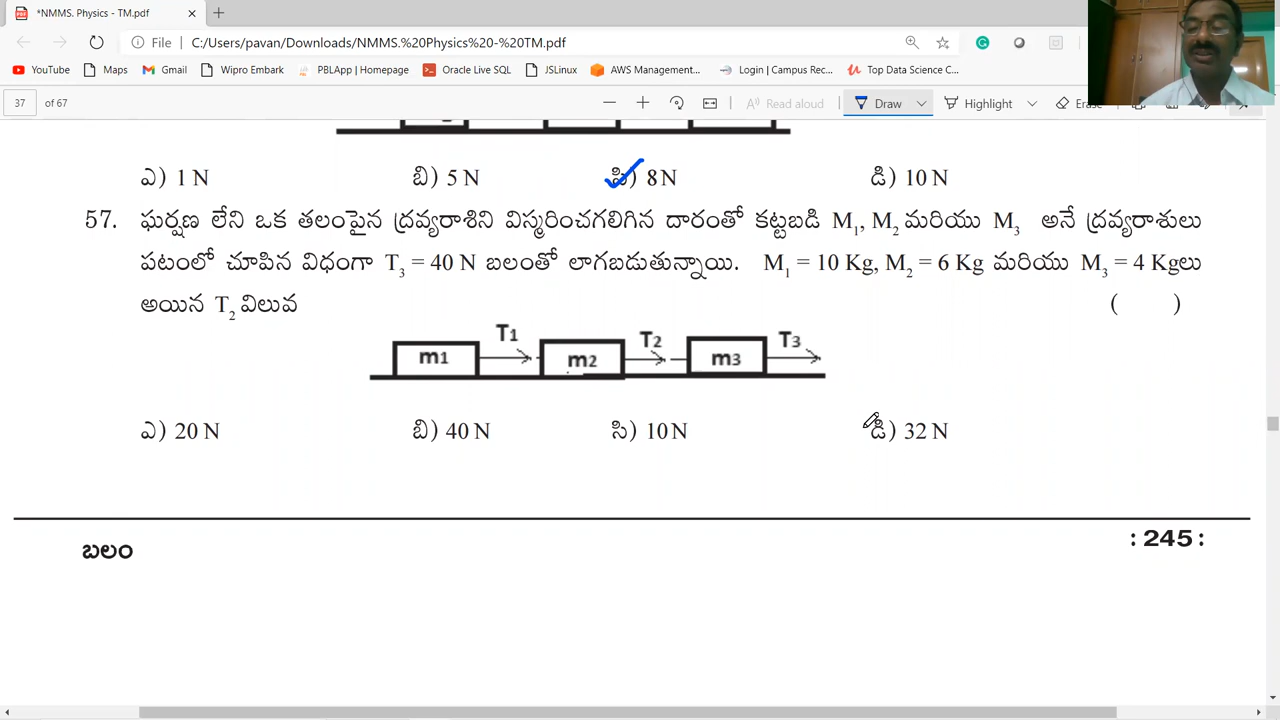 *NMMS. Physics - TM.pdf
File C:/Users/pavan/Downloads/NMMS.%20Physics%20-%20TM.pdf
YouTube Maps Gmail Wipro Embark PBLApp | Homepage Oracle Live SQL JSLinux AWS Management... Login | Campus Rec... Top Data Science C...
37 of 67 Read aloud Draw Highlight Erase
ఎ) 1 N బి) 5 N సి) 8N డి) 10 N
57. ఘర్షణ లేని ఒక తలంపైన ద్రవ్యరాశిని విస్మరించగలిగిన దారంతో కట్టబడి M1, M2 మరియు M3 అనే ద్రవ్యరాశులు
పటంలో చూపిన విధంగా T3 = 40 N బలంతో లాగబడుతున్నాయి. M1 = 10 Kg, M2 = 6 Kg మరియు M3 = 4 Kgలు
అయిన T2 విలువ ( )
T1 T2 T3
m1 m2 m3
ఎ) 20 N బి) 40 N సి) 10 N డి) 32 N
బలం : 245 :